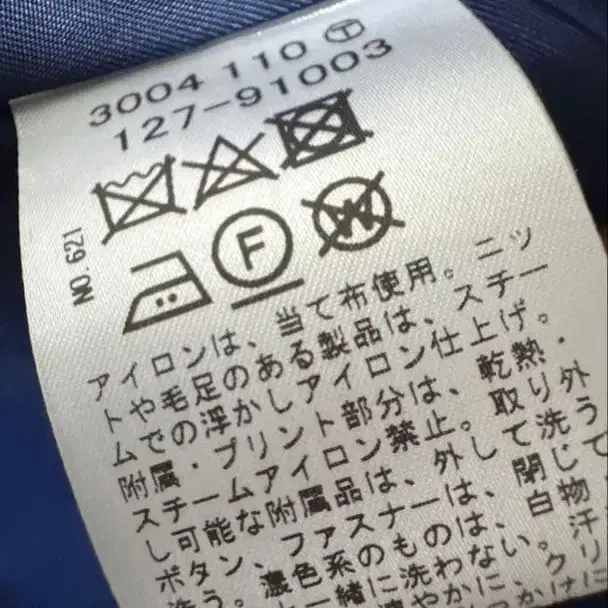 3004 110 Ⓣ
127-91003
NO. 621
F
W
アイロンは、当て布使用。ニッ
トや毛足のある製品は、スチー
ムでの浮かしアイロン仕上げ。
附属・プリント部分は、乾熱・
スチームアイロン禁止。取り外
し可能な附属品は、外して洗う
ボタン、ファスナーは、閉じて
洗う。濃色系のものは、白物
と一緒に洗わない。汗